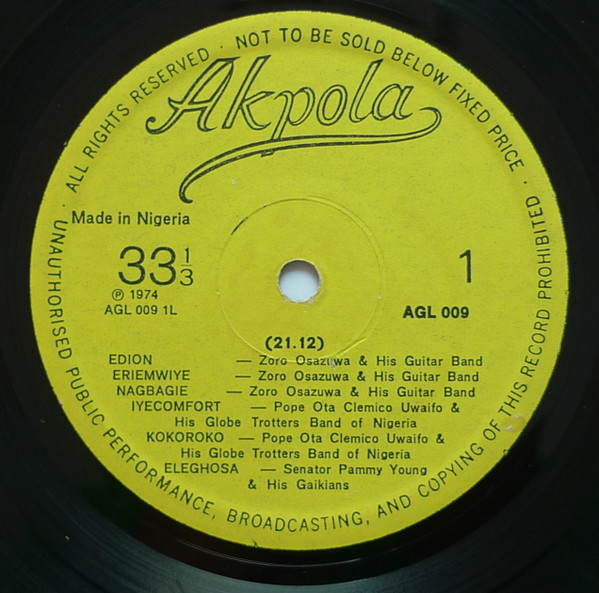 ALL RIGHTS RESERVED · NOT TO BE SOLD BELOW FIXED PRICE ·
UNAUTHORISED PUBLIC PERFORMANCE, BROADCASTING, AND COPYING OF THIS RECORD PROHIBITED ·
Akpola
Made in Nigeria
33⅓
1
℗ 1974
AGL 009 1L
AGL 009
(21.12)
EDION — Zoro Osazuwa & His Guitar Band
ERIEMWIYE — Zoro Osazuwa & His Guitar Band
NAGBAGIE — Zoro Osazuwa & His Guitar Band
IYECOMFORT — Pope Ota Clemico Uwaifo &
His Globe Trotters Band of Nigeria
KOKOROKO — Pope Ota Clemico Uwaifo &
His Globe Trotters Band of Nigeria
ELEGHOSA — Senator Pammy Young
& His Gaikians